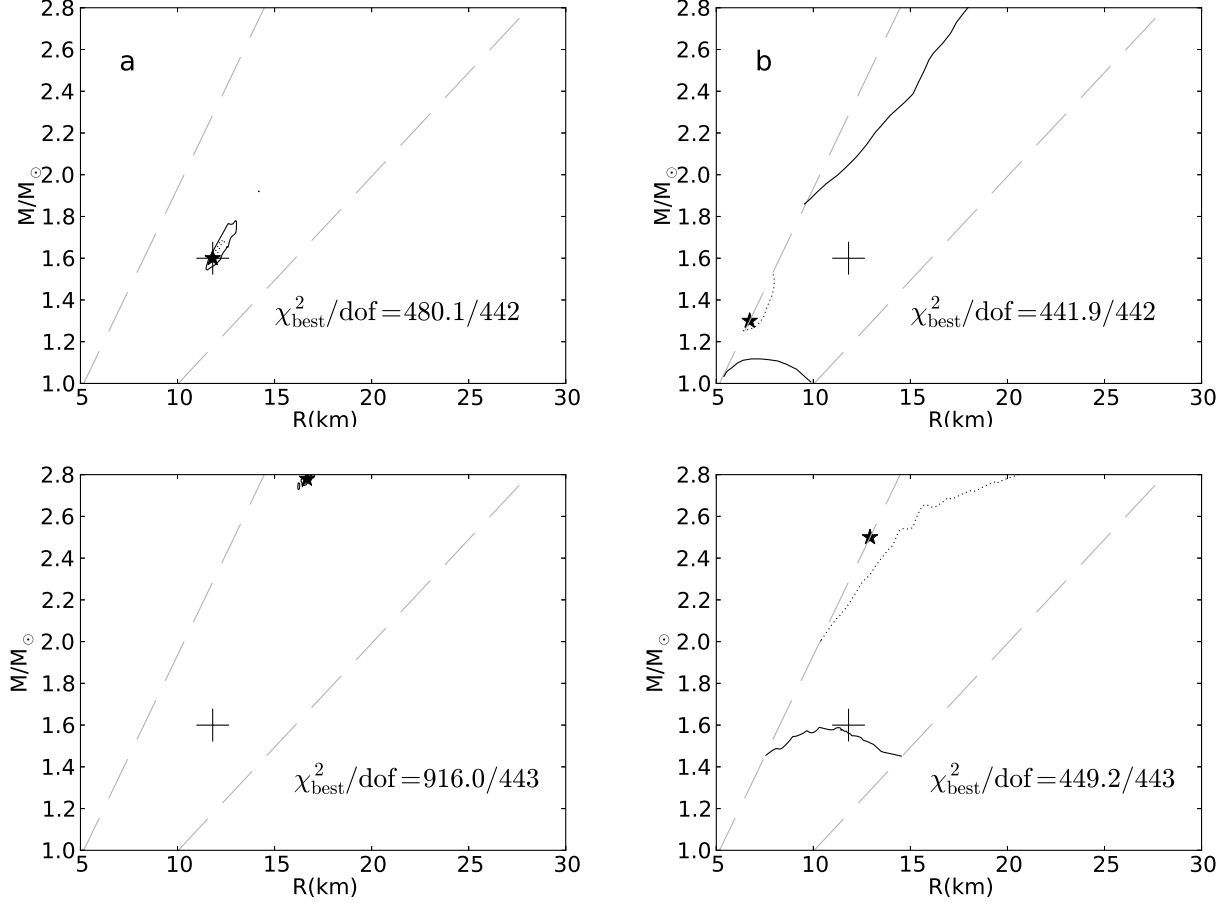 2.8
2.6
2.4
2.2
2.0
1.8
1.6
1.4
1.2
1.0
M/M☉
a
χ²best/dof=480.1/442
5 10 15 20 25 30
R(km)
2.8
2.6
2.4
2.2
2.0
1.8
1.6
1.4
1.2
1.0
M/M☉
b
χ²best/dof=441.9/442
5 10 15 20 25 30
R(km)
2.8
2.6
2.4
2.2
2.0
1.8
1.6
1.4
1.2
1.0
M/M☉
χ²best/dof=916.0/443
5 10 15 20 25 30
R(km)
2.8
2.6
2.4
2.2
2.0
1.8
1.6
1.4
1.2
1.0
M/M☉
χ²best/dof=449.2/443
5 10 15 20 25 30
R(km)